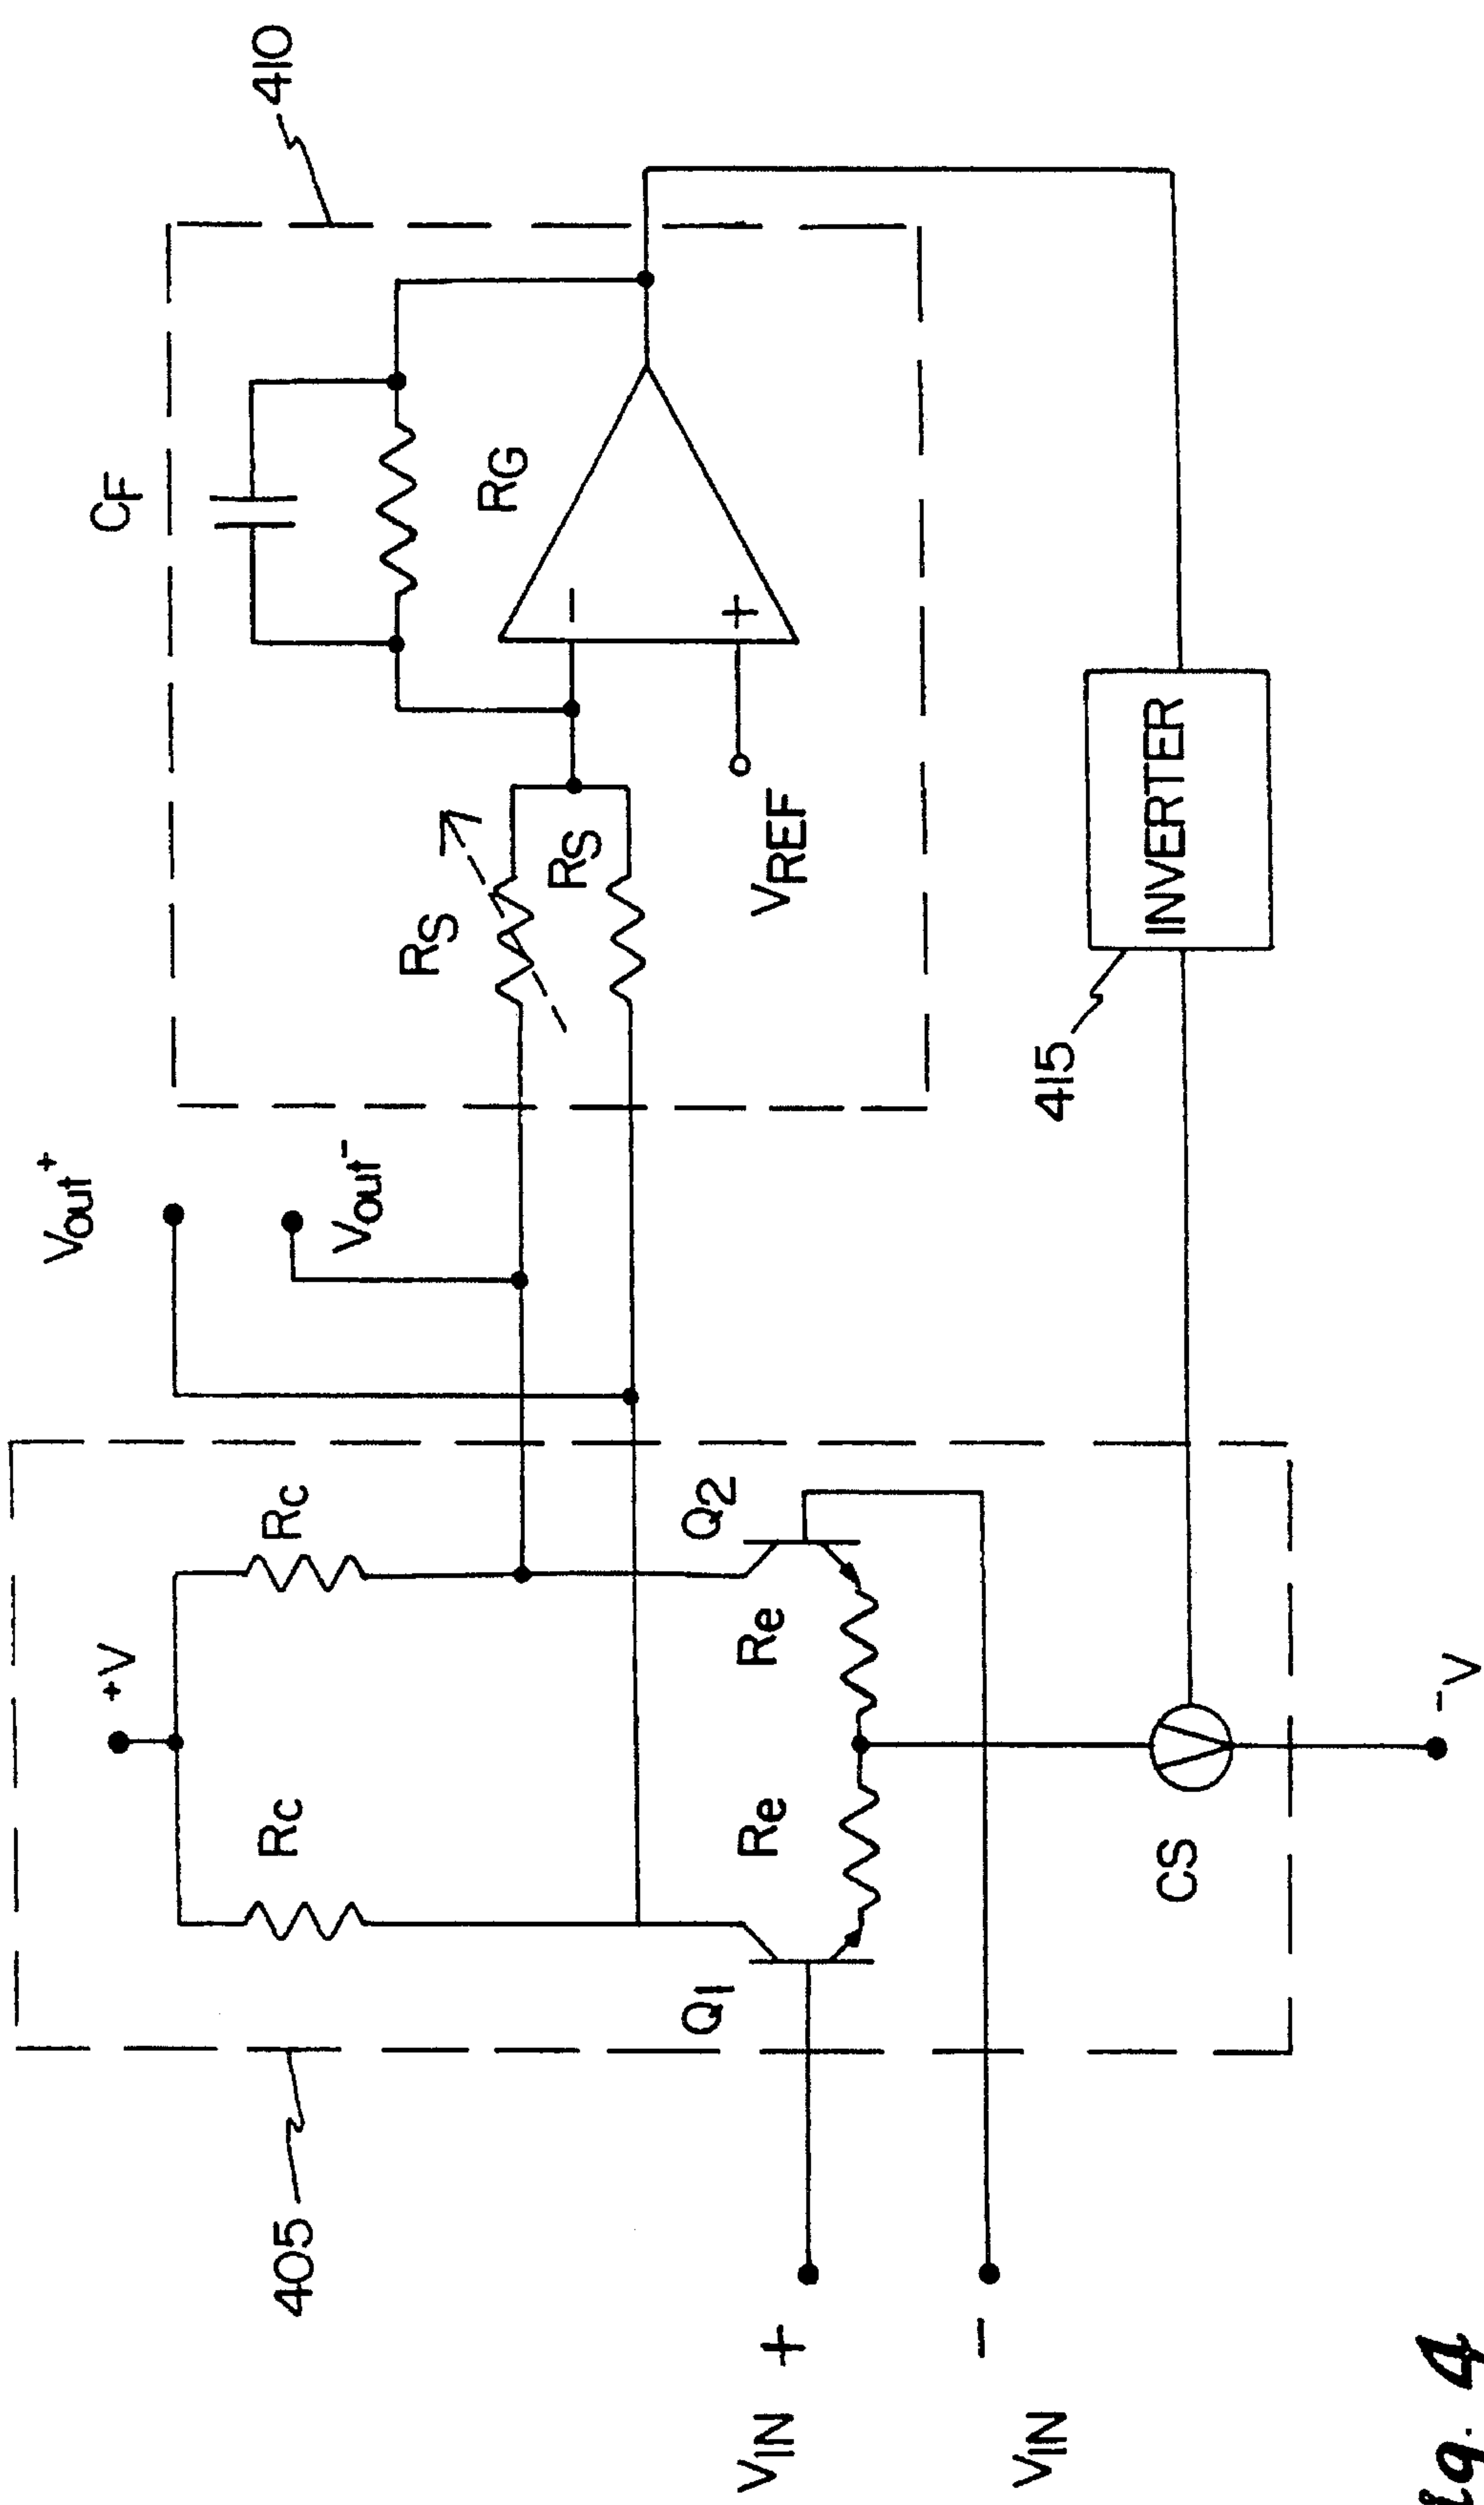 405
410
+V
Rc
Rc
Vout+
Vout-
CF
RS
RS
RG
VREF
Q1
Q2
Re
Re
VIN +
VIN -
CS
-V
415
INVERTER
4